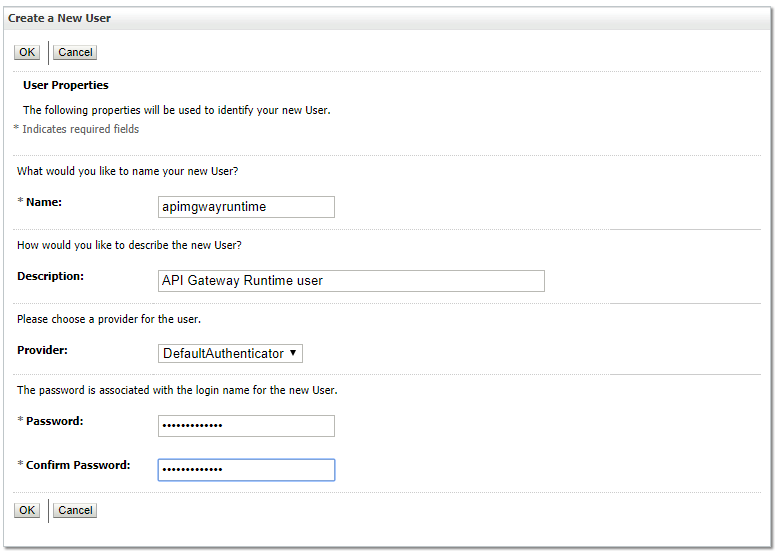 Create a New User
OK Cancel
User Properties
The following properties will be used to identify your new User.
* Indicates required fields
What would you like to name your new User?
* Name: apimgwayruntime
How would you like to describe the new User?
Description: API Gateway Runtime user
Please choose a provider for the user.
Provider: DefaultAuthenticator
The password is associated with the login name for the new User.
* Password: •••••••••••••
* Confirm Password: •••••••••••••
OK Cancel